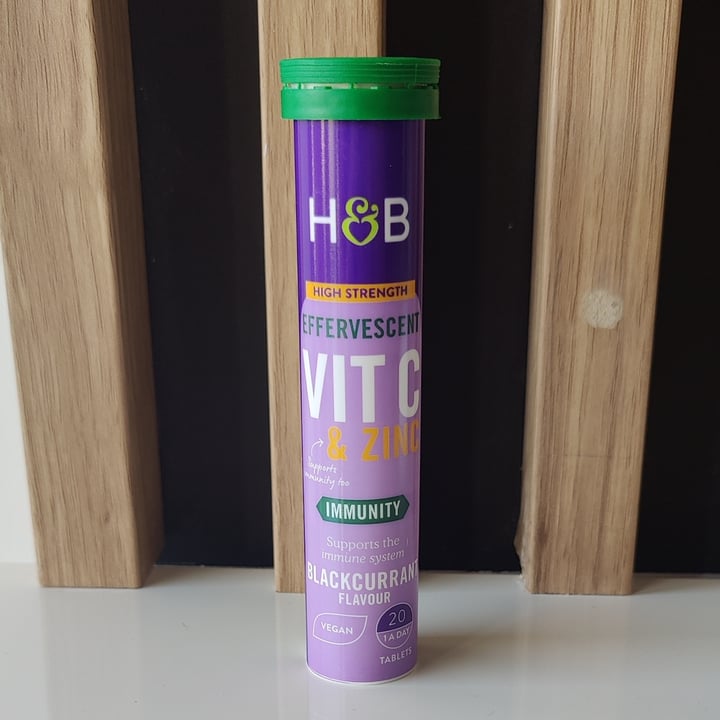 H&B
HIGH STRENGTH
EFFERVESCENT
VIT C
& ZINC
Supports
immunity too
IMMUNITY
Supports the
immune system
BLACKCURRANT
FLAVOUR
VEGAN
20
1 A DAY
TABLETS